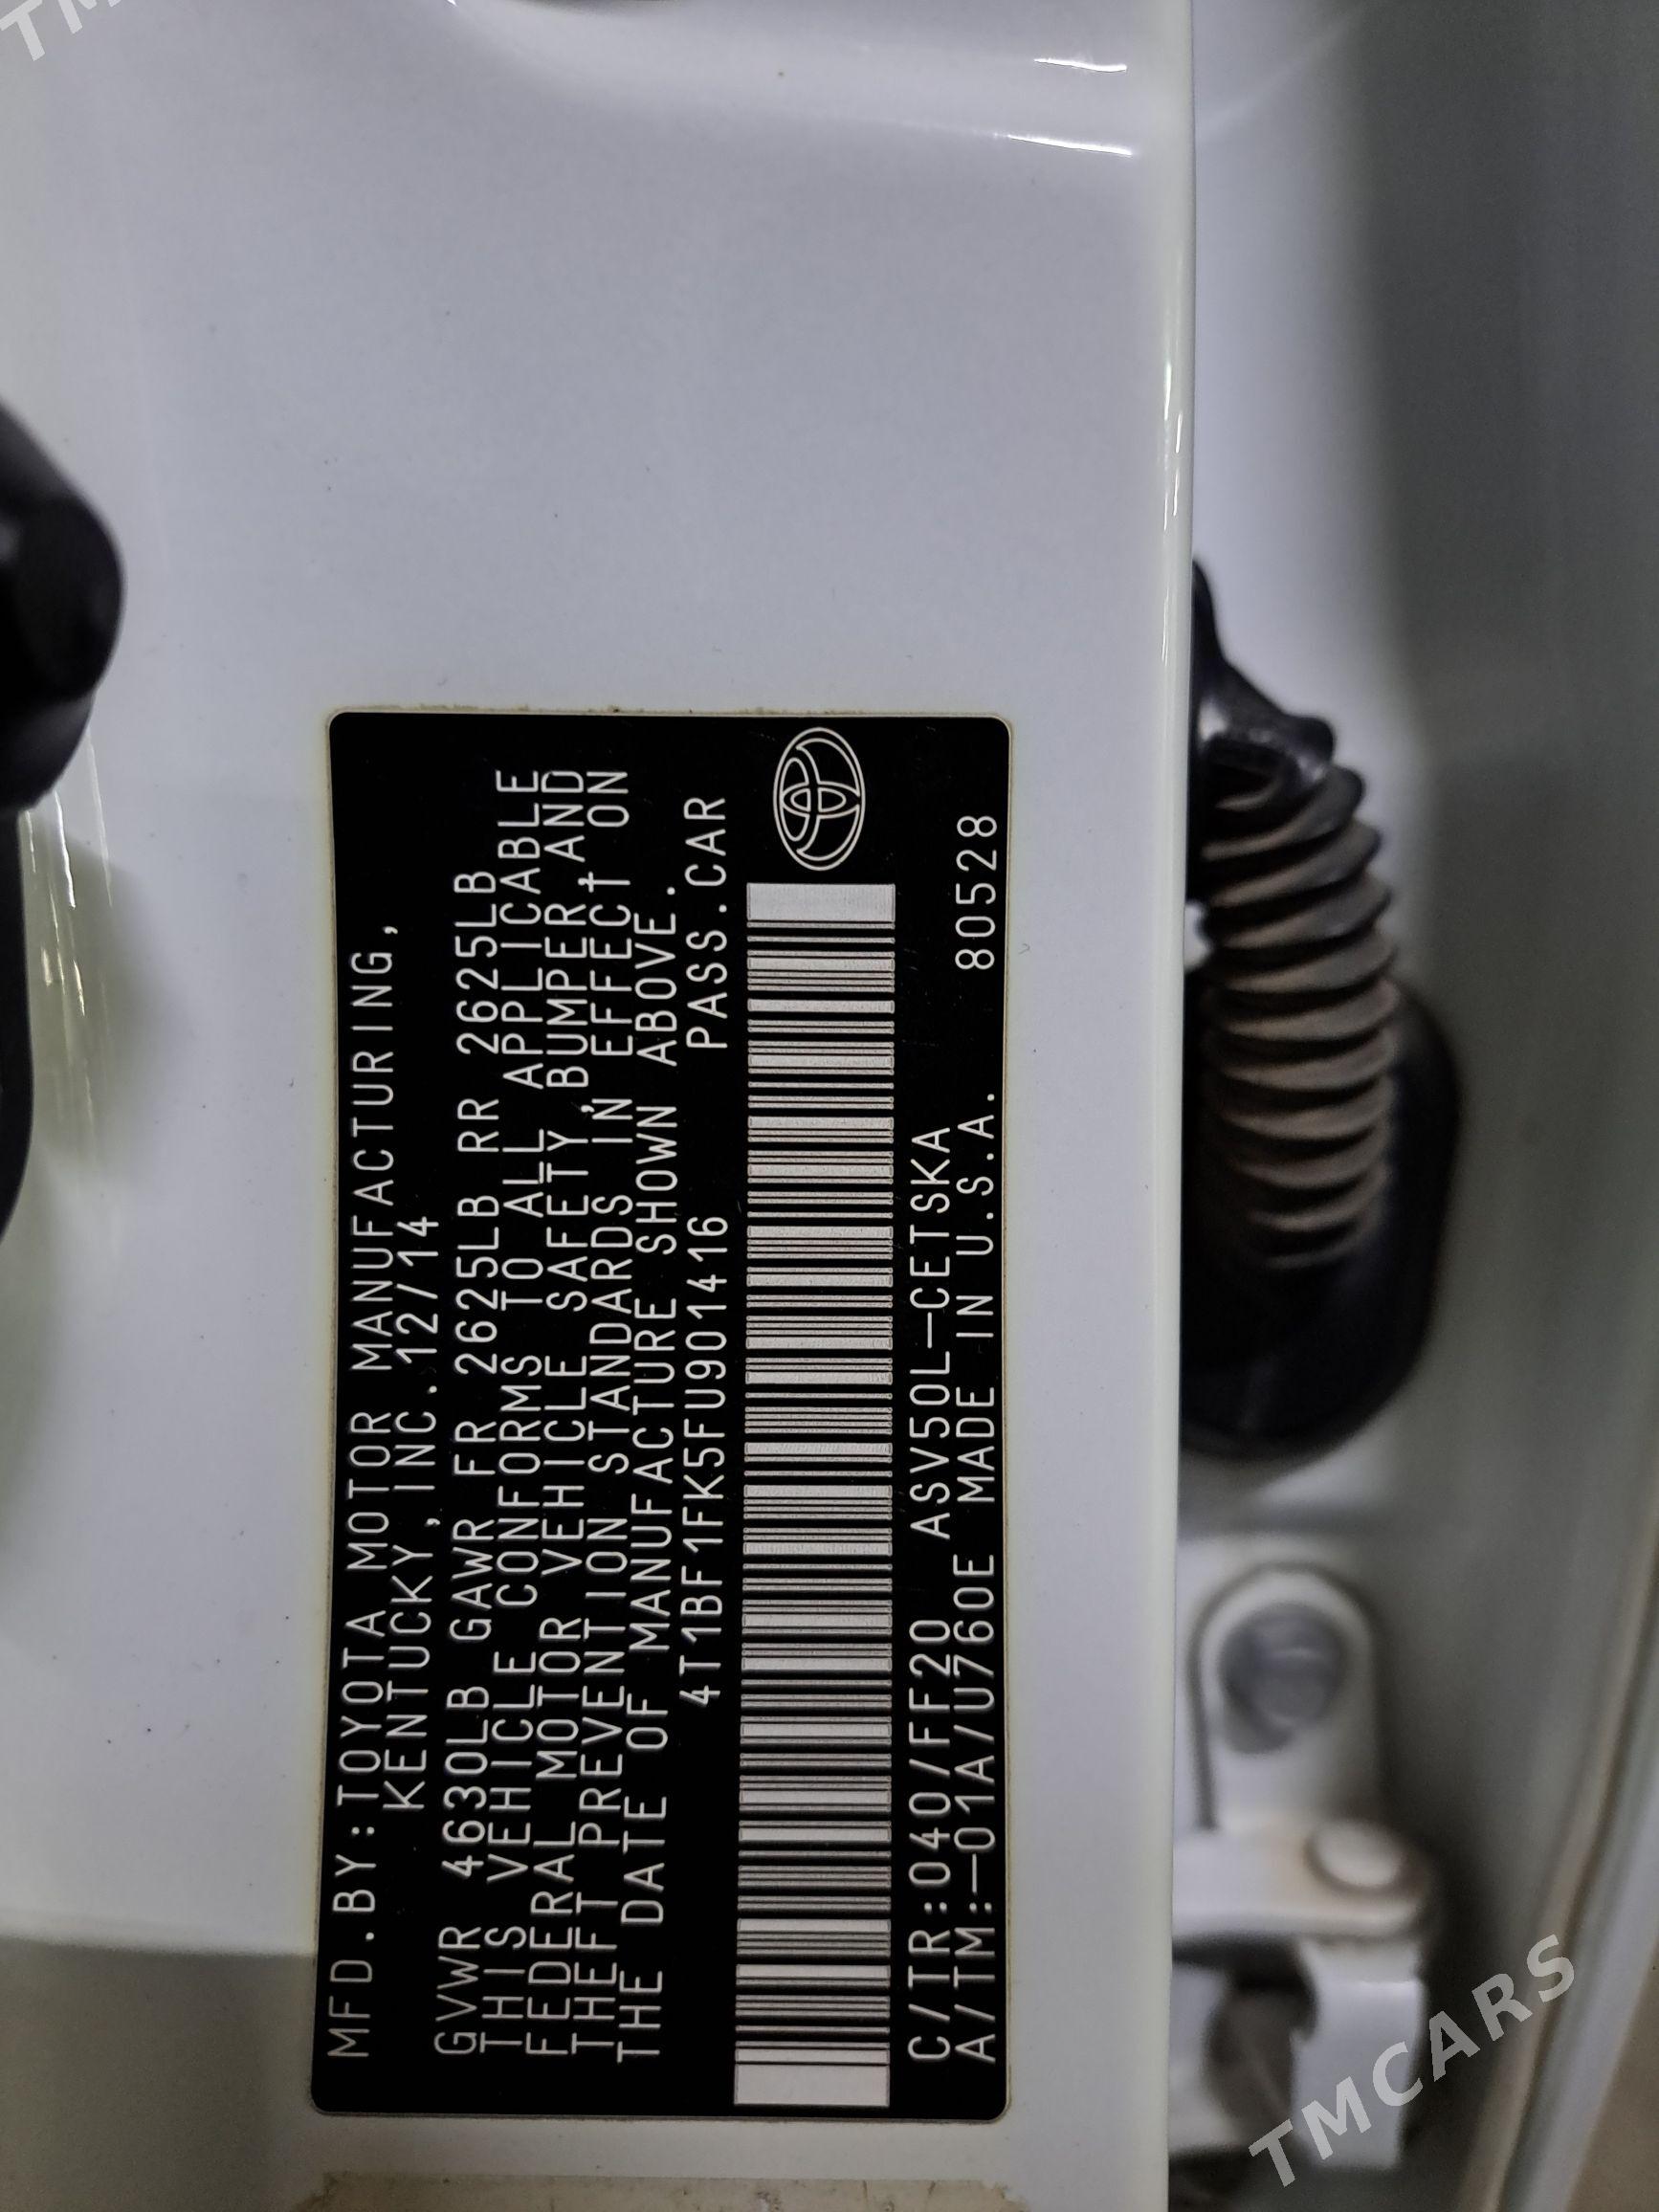 MFD.BY:TOYOTA MOTOR MANUFACTURING,
KENTUCKY,INC.12/14
GVWR 4630LB GAWR FR 2625LB RR 2625LB
THIS VEHICLE CONFORMS TO ALL APPLICABLE
FEDERAL MOTOR VEHICLE SAFETY,BUMPER,AND
THEFT PREVENTION STANDARDS IN EFFECT ON
THE DATE OF MANUFACTURE SHOWN ABOVE.
4T1BF1FK5FU901416 PASS.CAR
C/TR:040/FF20 ASV50L-CETSKA
A/TM:-01A/U760E MADE IN U.S.A. 80528
TMCARS
TM